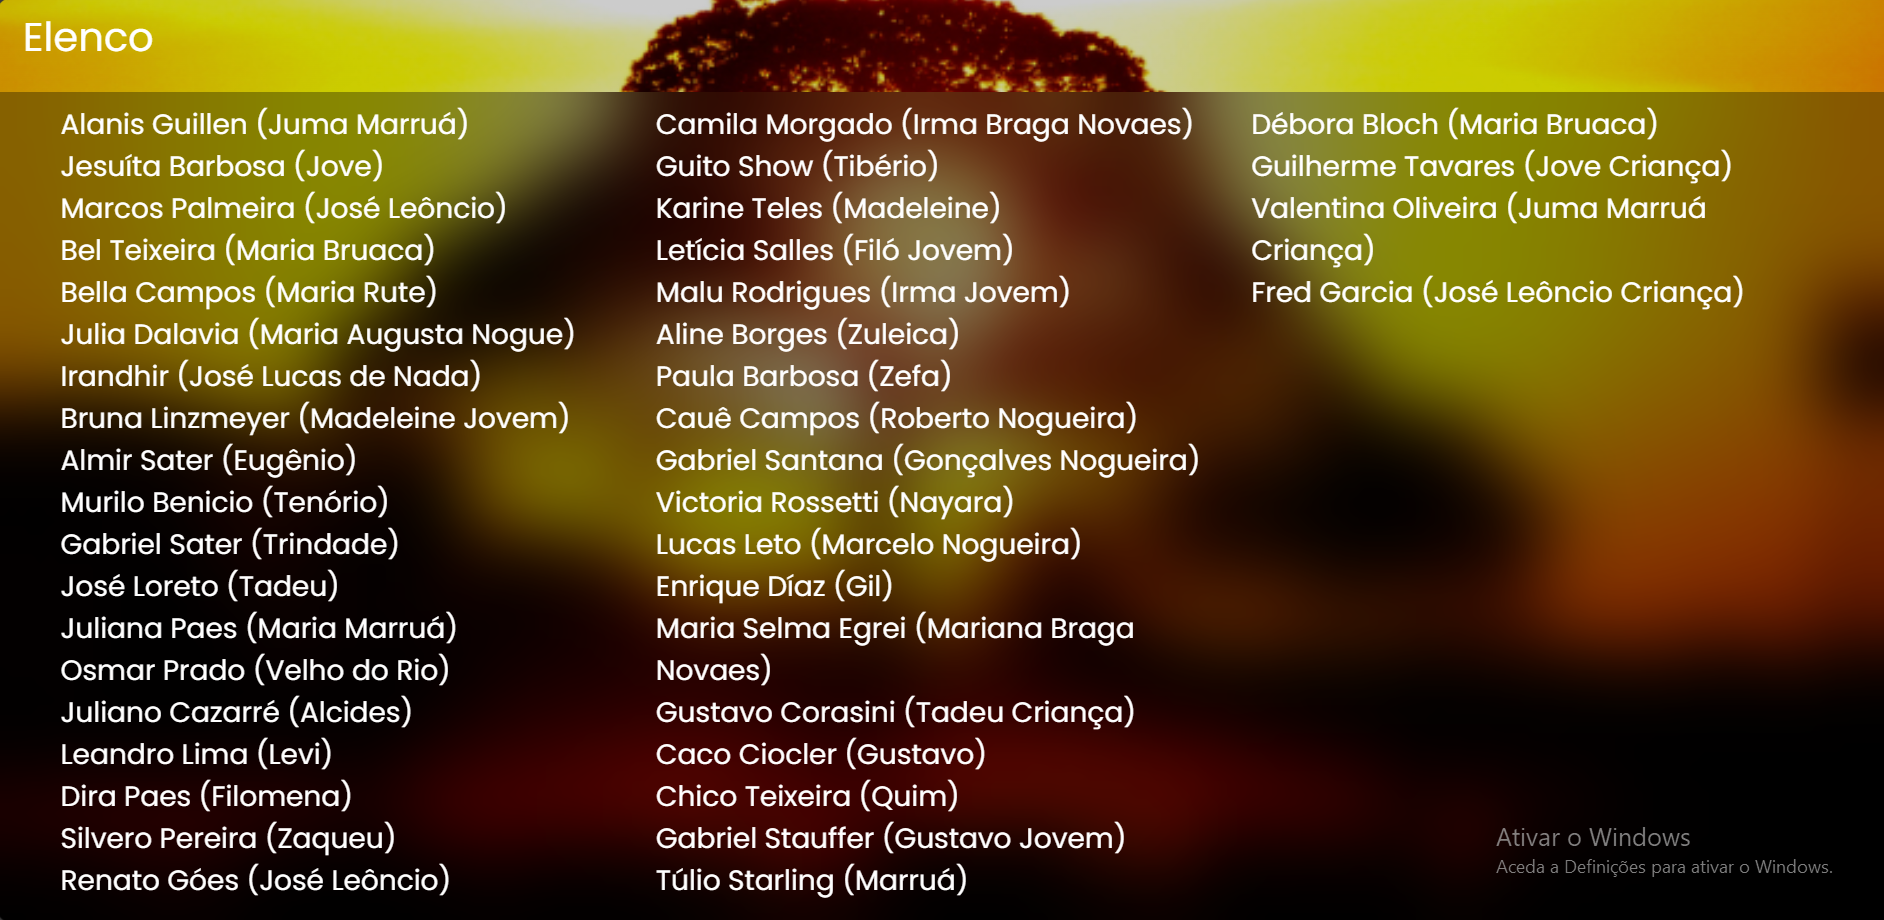 Elenco
Alanis Guillen (Juma Marruá)
Jesuíta Barbosa (Jove)
Marcos Palmeira (José Leôncio)
Bel Teixeira (Maria Bruaca)
Bella Campos (Maria Rute)
Julia Dalavia (Maria Augusta Nogue)
Irandhir (José Lucas de Nada)
Bruna Linzmeyer (Madeleine Jovem)
Almir Sater (Eugênio)
Murilo Benicio (Tenório)
Gabriel Sater (Trindade)
José Loreto (Tadeu)
Juliana Paes (Maria Marruá)
Osmar Prado (Velho do Rio)
Juliano Cazarré (Alcides)
Leandro Lima (Levi)
Dira Paes (Filomena)
Silvero Pereira (Zaqueu)
Renato Góes (José Leôncio)
Camila Morgado (Irma Braga Novaes)
Guito Show (Tibério)
Karine Teles (Madeleine)
Letícia Salles (Filó Jovem)
Malu Rodrigues (Irma Jovem)
Aline Borges (Zuleica)
Paula Barbosa (Zefa)
Cauê Campos (Roberto Nogueira)
Gabriel Santana (Gonçalves Nogueira)
Victoria Rossetti (Nayara)
Lucas Leto (Marcelo Nogueira)
Enrique Díaz (Gil)
Maria Selma Egrei (Mariana Braga
Novaes)
Gustavo Corasini (Tadeu Criança)
Caco Ciocler (Gustavo)
Chico Teixeira (Quim)
Gabriel Stauffer (Gustavo Jovem)
Túlio Starling (Marruá)
Débora Bloch (Maria Bruaca)
Guilherme Tavares (Jove Criança)
Valentina Oliveira (Juma Marruá
Criança)
Fred Garcia (José Leôncio Criança)
Ativar o Windows
Aceda a Definições para ativar o Windows.